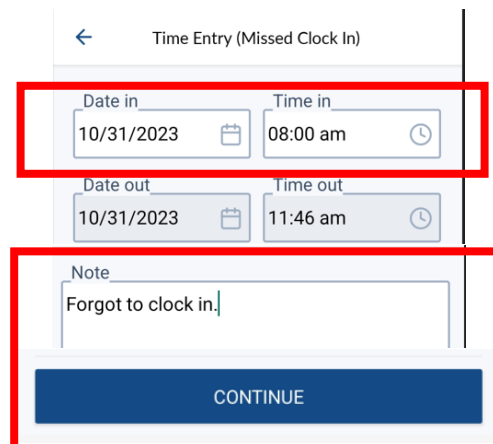 Time Entry (Missed Clock In)
Date in Time in
10/31/2023 08:00 am
Date out Time out
10/31/2023 11:46 am
Note
Forgot to clock in.
CONTINUE